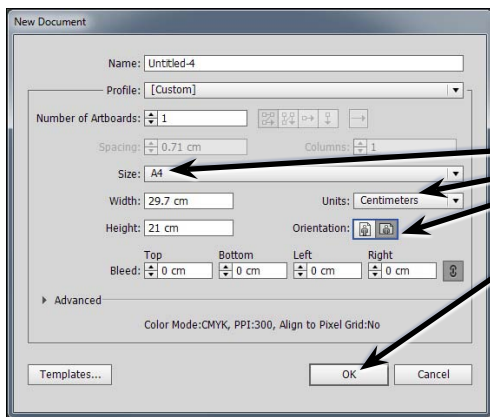 New Document
Name: Untitled-4
Profile: [Custom]
Number of Artboards: 1
Spacing: 0.71 cm Columns: 1
Size: A4
Width: 29.7 cm Units: Centimeters
Height: 21 cm Orientation:
Top Bottom Left Right
Bleed: 0 cm 0 cm 0 cm 0 cm
Advanced
Color Mode:CMYK, PPI:300, Align to Pixel Grid:No
Templates... OK Cancel